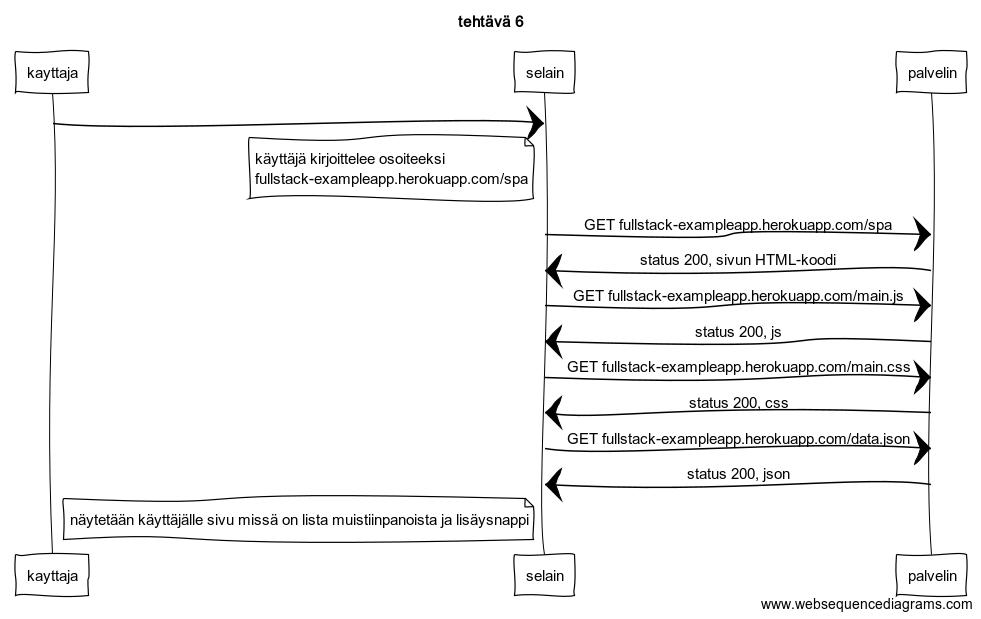 tehtävä 6
kayttaja
selain
palvelin
käyttäjä kirjoittelee osoiteeksi
fullstack-exampleapp.herokuapp.com/spa
GET fullstack-exampleapp.herokuapp.com/spa
status 200, sivun HTML-koodi
GET fullstack-exampleapp.herokuapp.com/main.js
status 200, js
GET fullstack-exampleapp.herokuapp.com/main.css
status 200, css
GET fullstack-exampleapp.herokuapp.com/data.json
status 200, json
näytetään käyttäjälle sivu missä on lista muistiinpanoista ja lisäysnappi
kayttaja
selain
palvelin
www.websequencediagrams.com